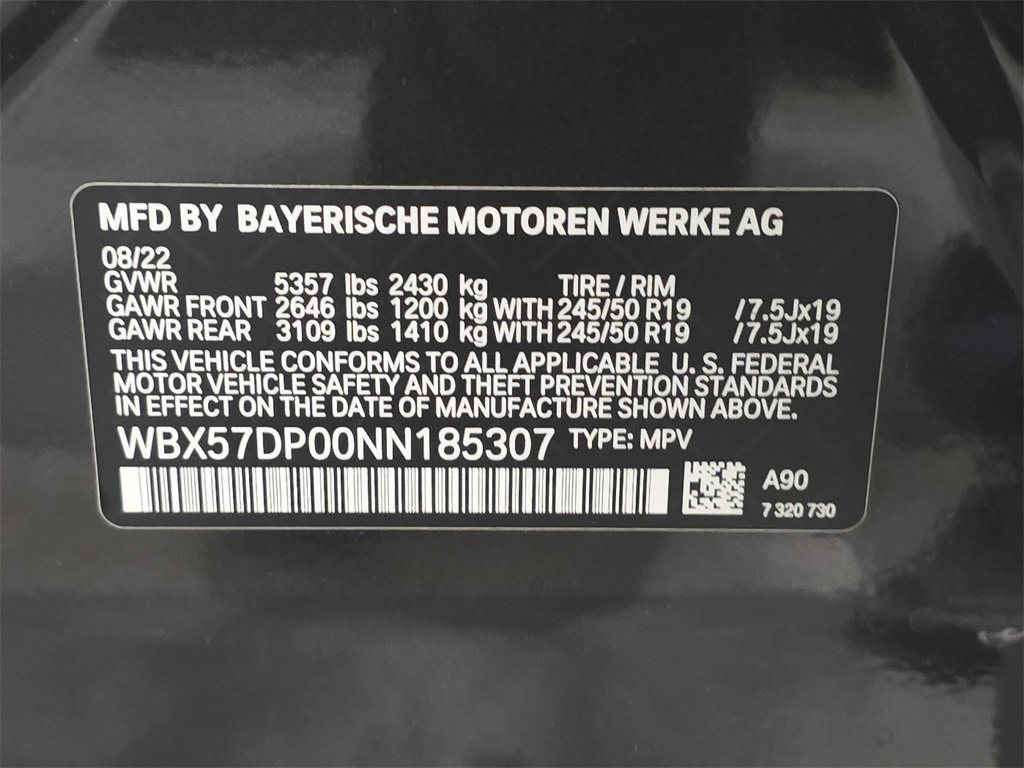 MFD BY BAYERISCHE MOTOREN WERKE AG
08/22
GVWR 5357 lbs 2430 kg TIRE / RIM
GAWR FRONT 2646 lbs 1200 kg WITH 245/50 R19 /7.5Jx19
GAWR REAR 3109 lbs 1410 kg WITH 245/50 R19 /7.5Jx19
THIS VEHICLE CONFORMS TO ALL APPLICABLE U. S. FEDERAL
MOTOR VEHICLE SAFETY AND THEFT PREVENTION STANDARDS
IN EFFECT ON THE DATE OF MANUFACTURE SHOWN ABOVE.
WBX57DP00NN185307 TYPE: MPV
A90
7 320 730